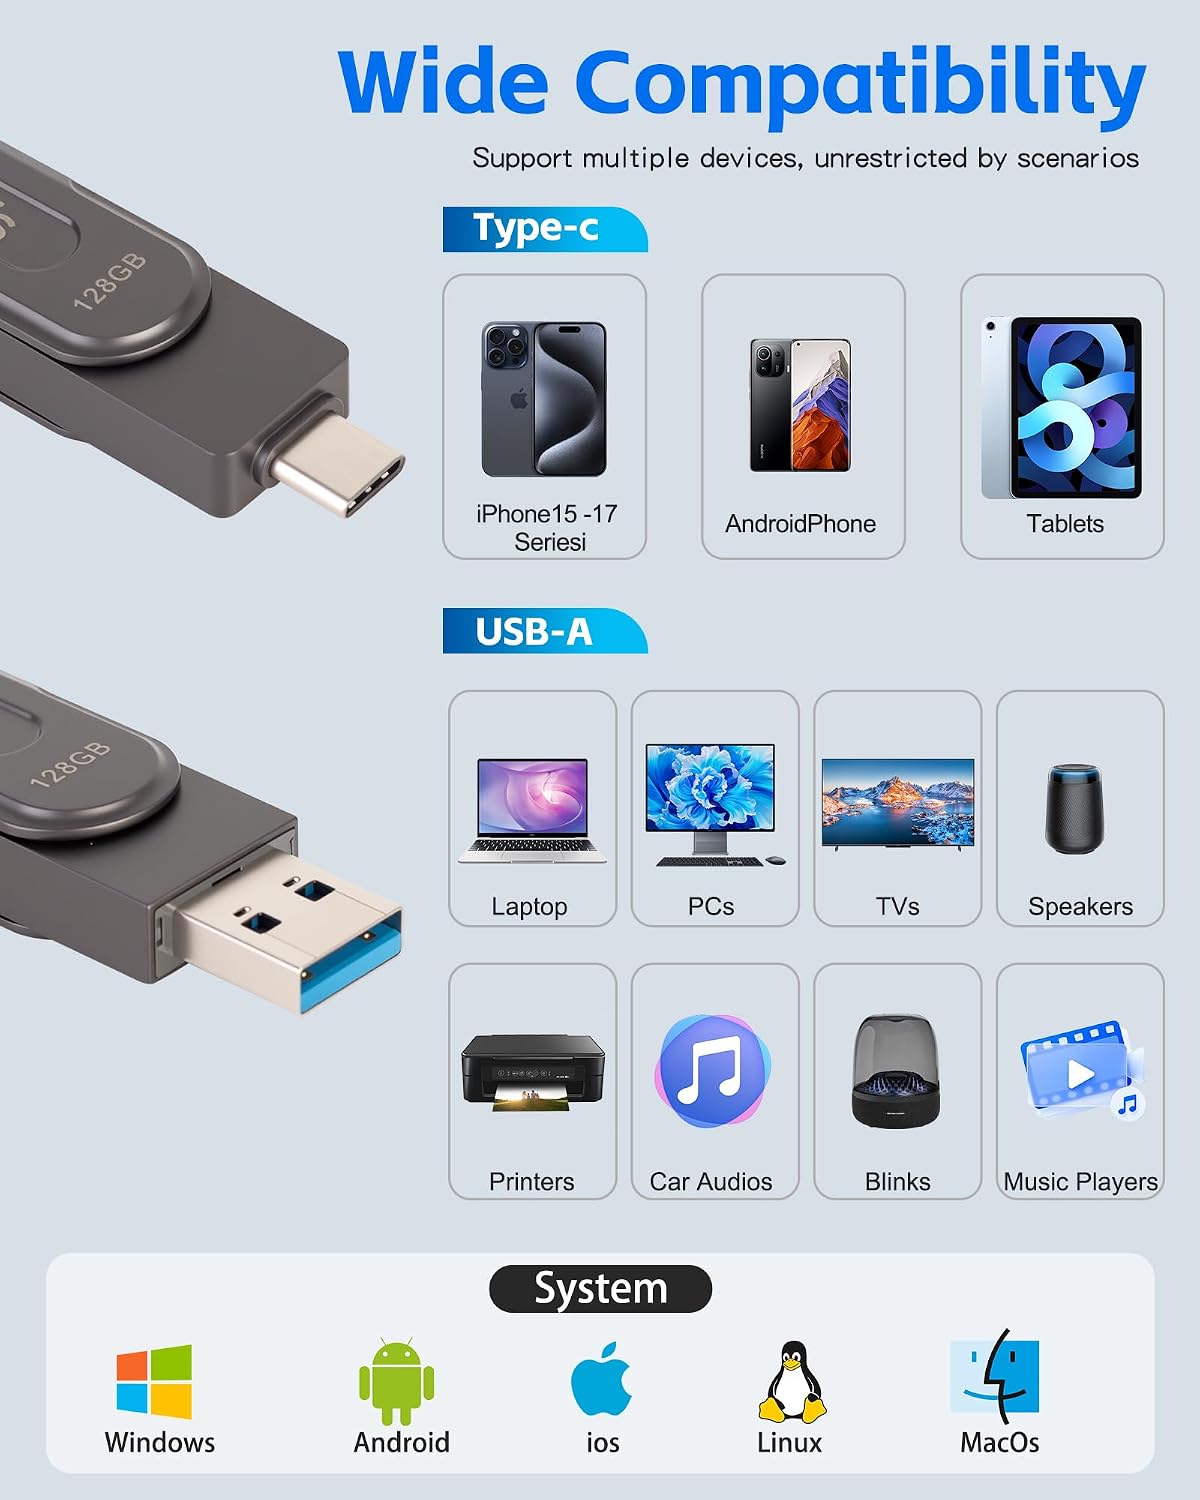 Wide Compatibility
Support multiple devices, unrestricted by scenarios
Type-c
128GB
iPhone15 -17
Seriesi
AndroidPhone
Tablets
USB-A
128GB
Laptop
PCs
TVs
Speakers
Printers
Car Audios
Blinks
Music Players
System
Windows
Android
ios
Linux
MacOs